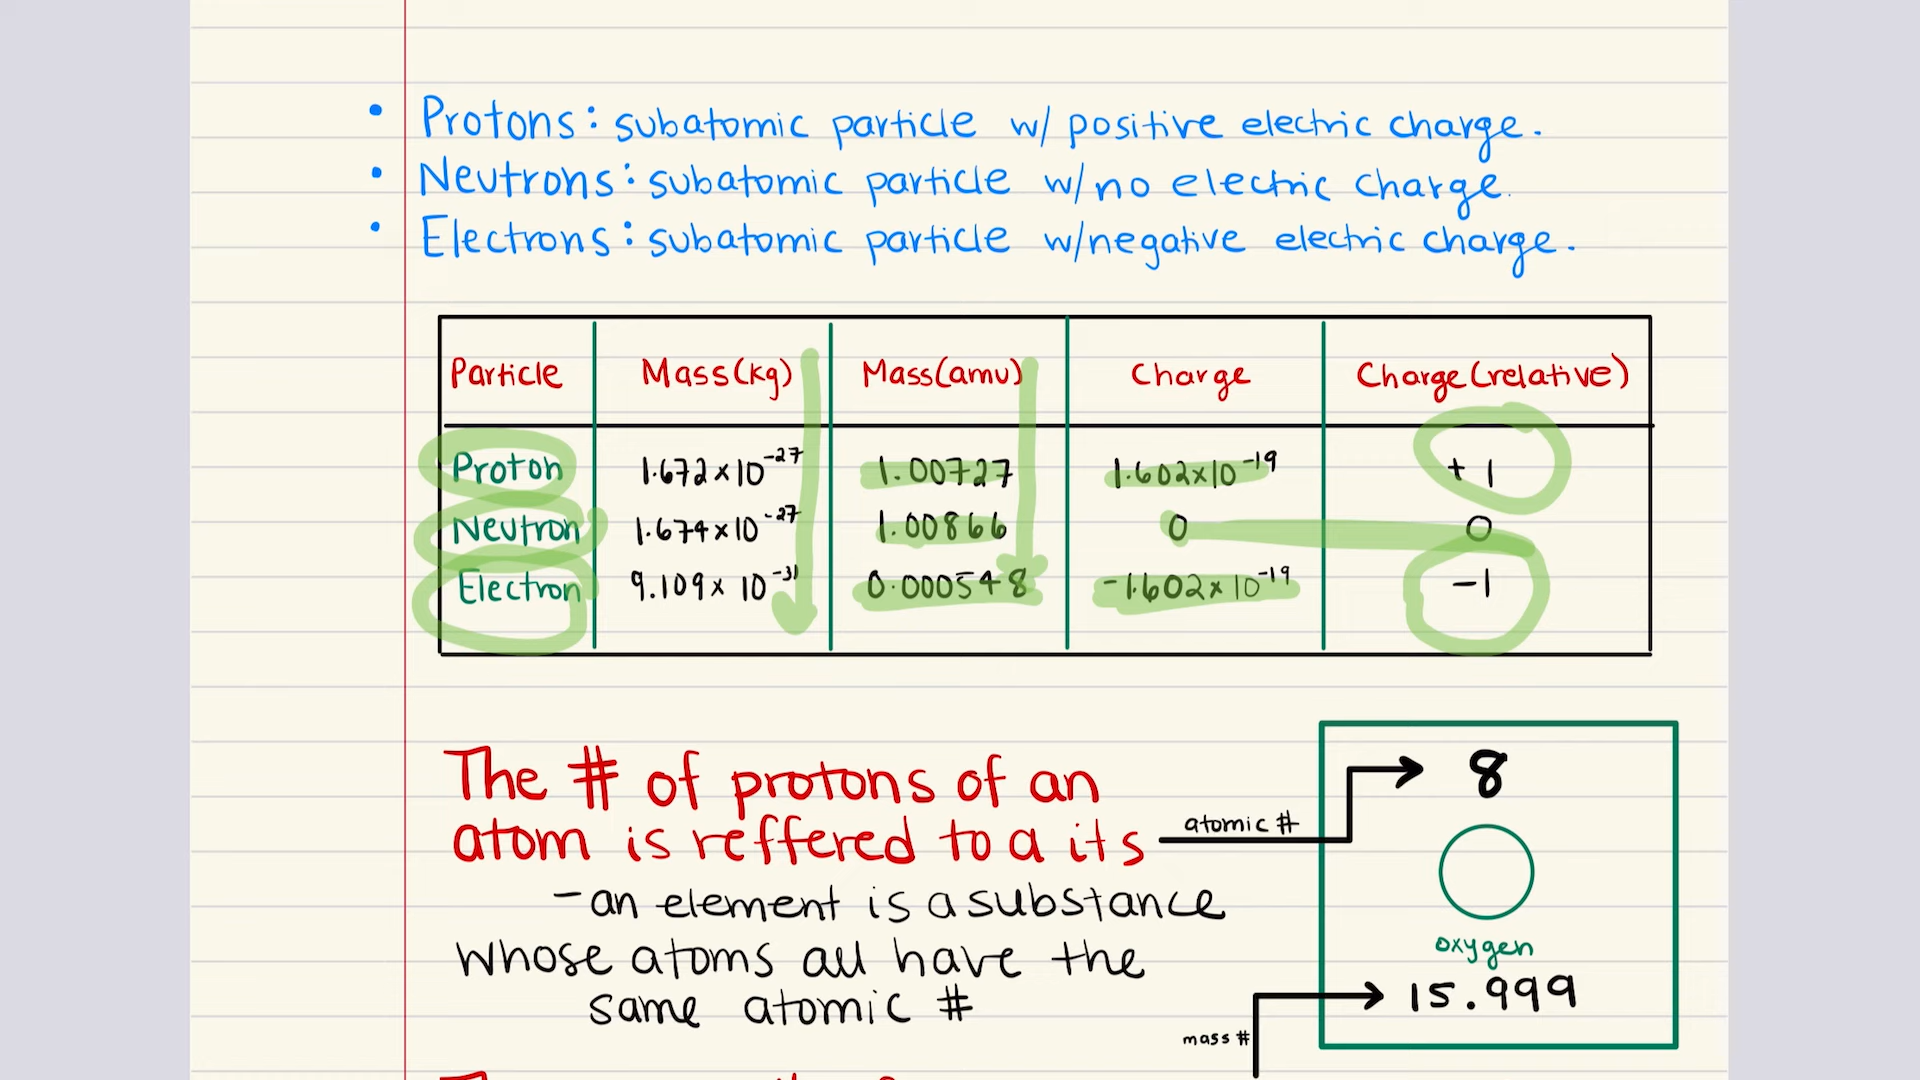 • Protons: subatomic particle w/ positive electric charge.
• Neutrons: subatomic particle w/no electric charge.
• Electrons: subatomic particle w/negative electric charge.
Particle Mass(kg) Mass(amu) Charge Charge(relative)
Proton 1.672×10⁻²⁷ 1.00727 1.602×10⁻¹⁹ +1
Neutron 1.674×10⁻²⁷ 1.00866 0 0
Electron 9.109×10⁻³¹ 0.000548 -1.602×10⁻¹⁹ -1
The # of protons of an
atom is reffered to a its
-an element is a substance
whose atoms all have the
same atomic #
atomic #
8
O
oxygen
15.999
mass #